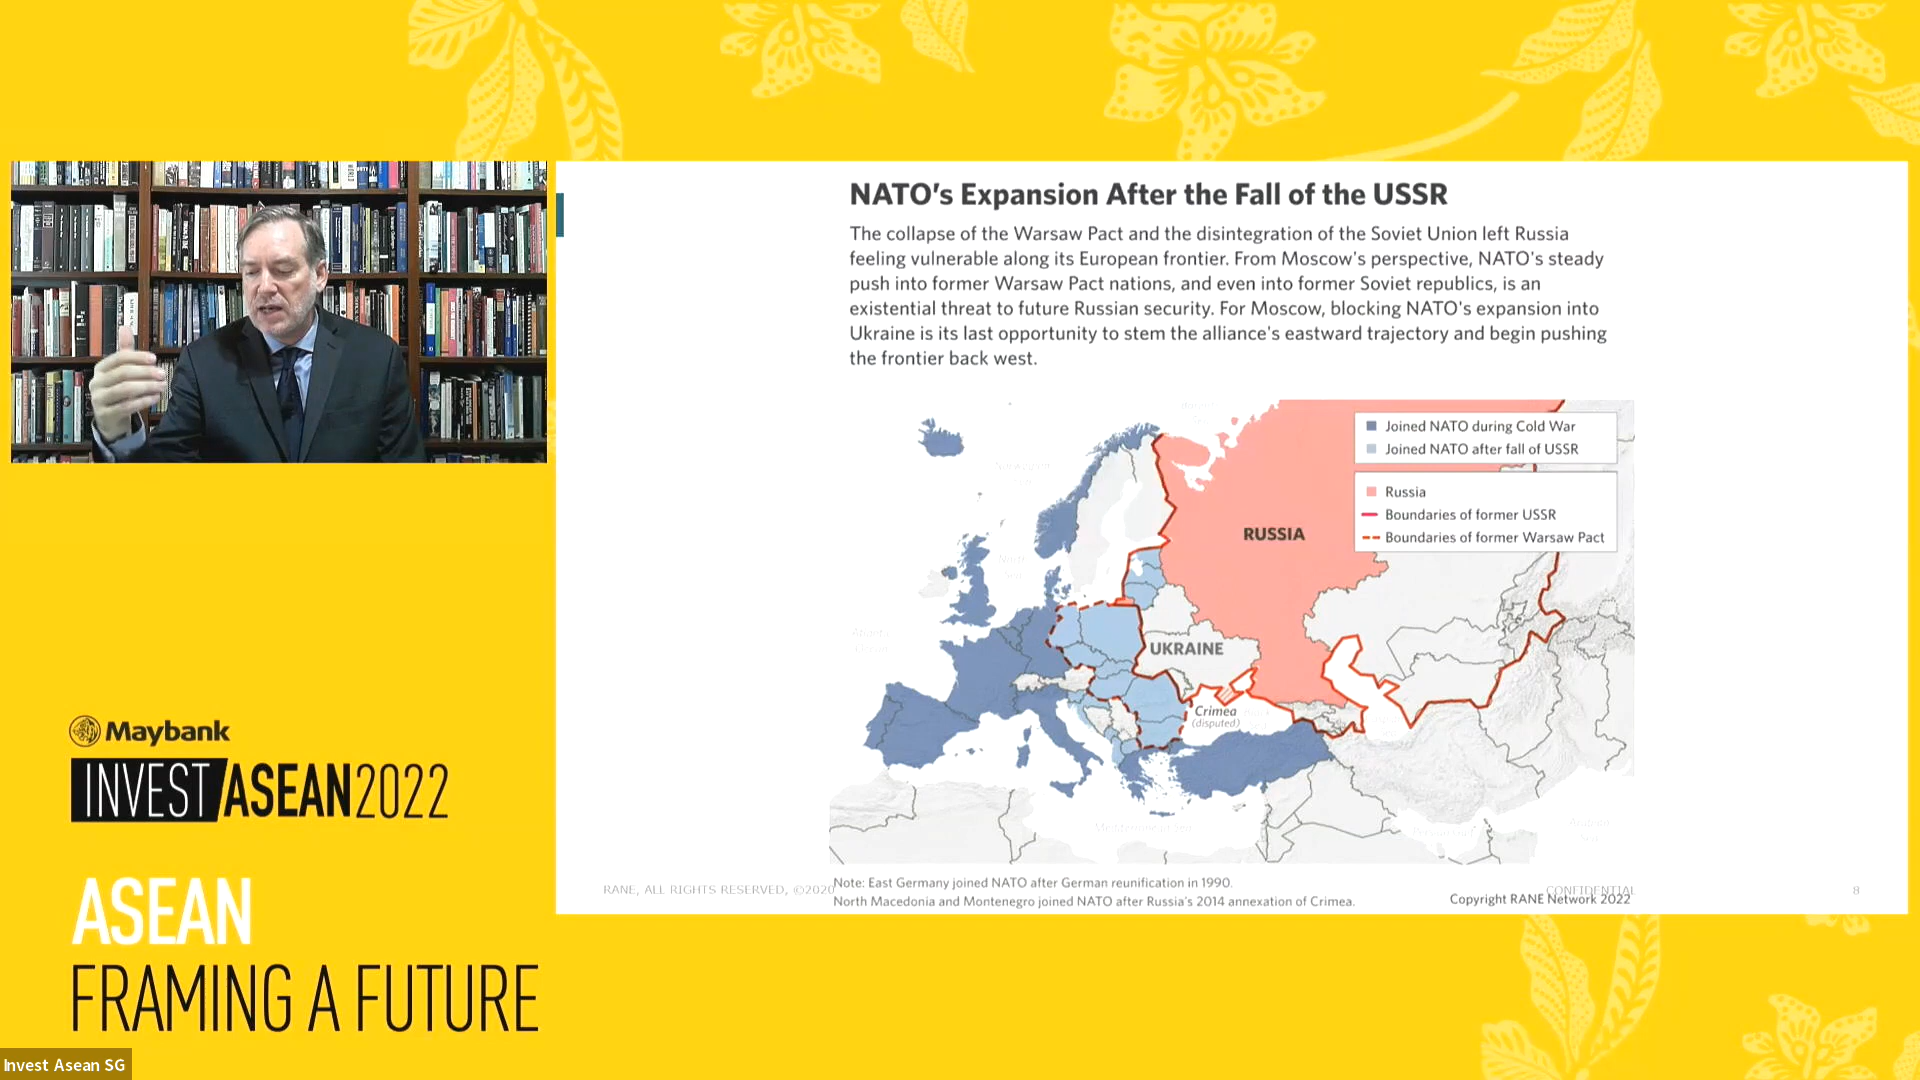 NATO's Expansion After the Fall of the USSR
The collapse of the Warsaw Pact and the disintegration of the Soviet Union left Russia
feeling vulnerable along its European frontier. From Moscow's perspective, NATO's steady
push into former Warsaw Pact nations, and even into former Soviet republics, is an
existential threat to future Russian security. For Moscow, blocking NATO's expansion into
Ukraine is its last opportunity to stem the alliance's eastward trajectory and begin pushing
the frontier back west.
Joined NATO during Cold War
Joined NATO after fall of USSR
Russia
Boundaries of former USSR
Boundaries of former Warsaw Pact
RUSSIA
UKRAINE
Crimea
(disputed)
RANE, ALL RIGHTS RESERVED, ©2020
Note: East Germany joined NATO after German reunification in 1990.
North Macedonia and Montenegro joined NATO after Russia's 2014 annexation of Crimea.
CONFIDENTIAL
Copyright RANE Network 2022
8
Maybank
INVEST ASEAN 2022
ASEAN
FRAMING A FUTURE
Invest Asean SG